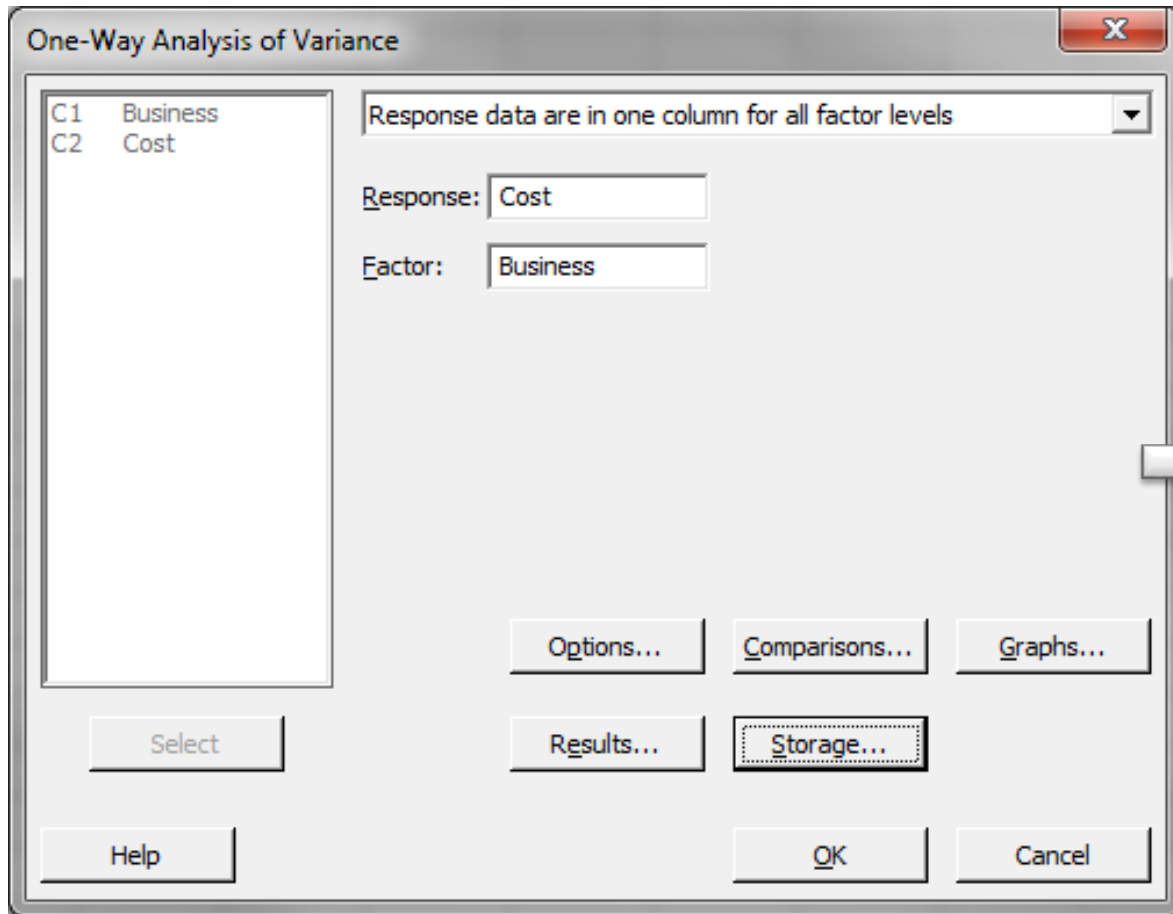 One-Way Analysis of Variance
C1 Business
C2 Cost
Response data are in one column for all factor levels
Response: Cost
Factor: Business
Options... Comparisons... Graphs...
Select Results... Storage...
Help OK Cancel